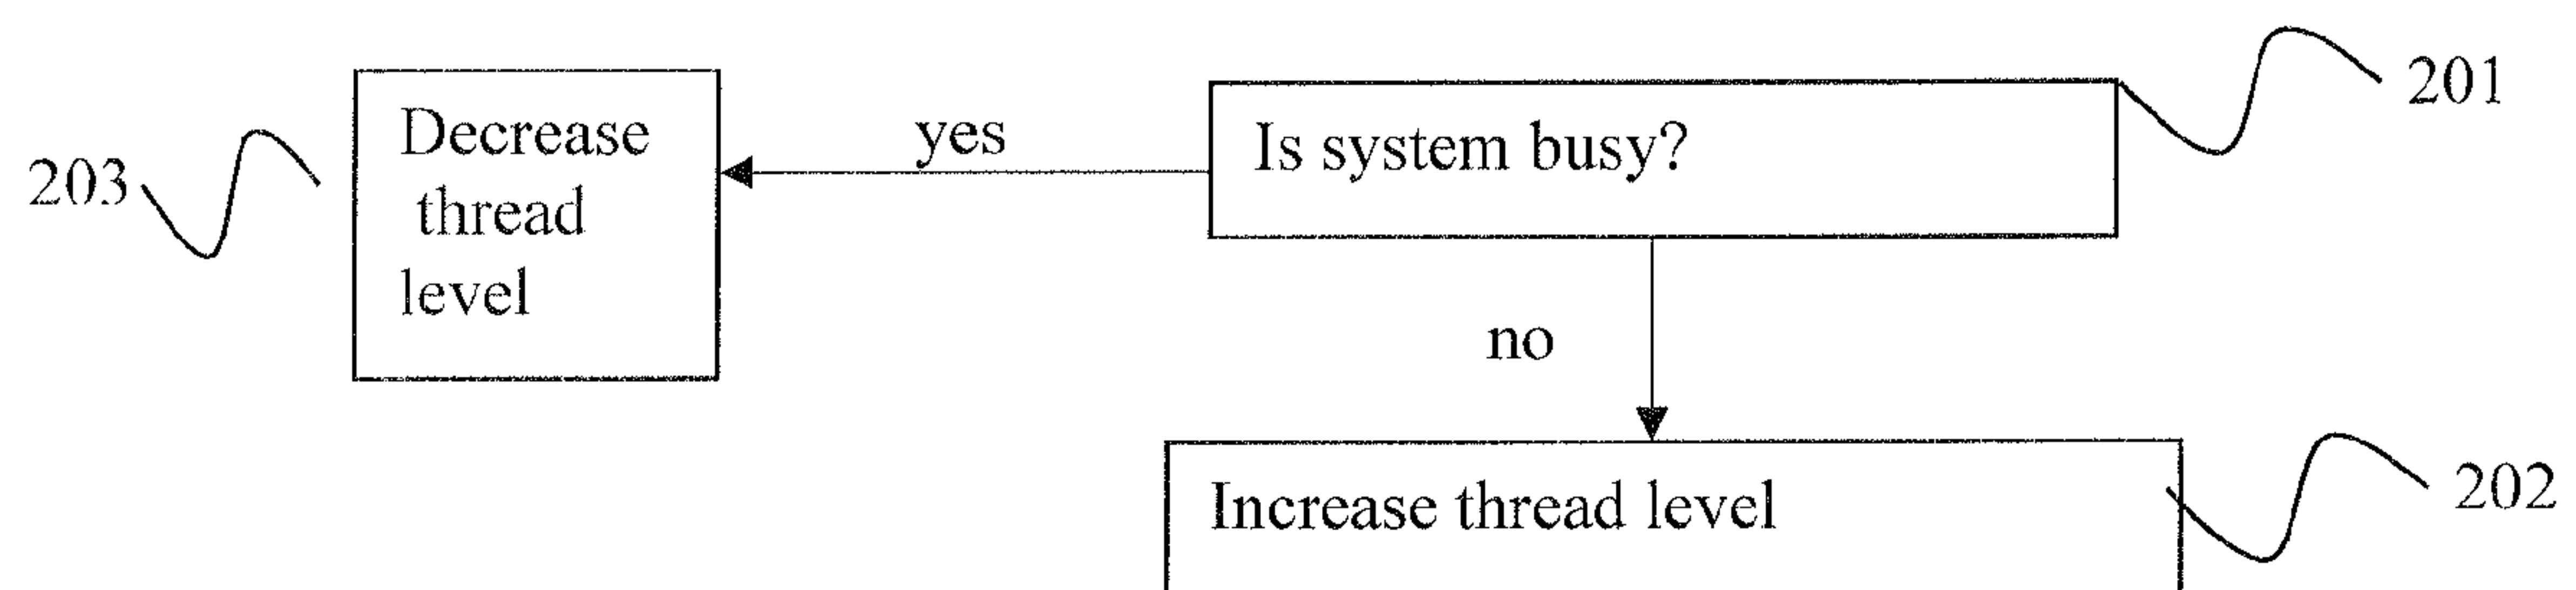 201
Is system busy?
yes
Decrease
thread
level
203
no
Increase thread level
202